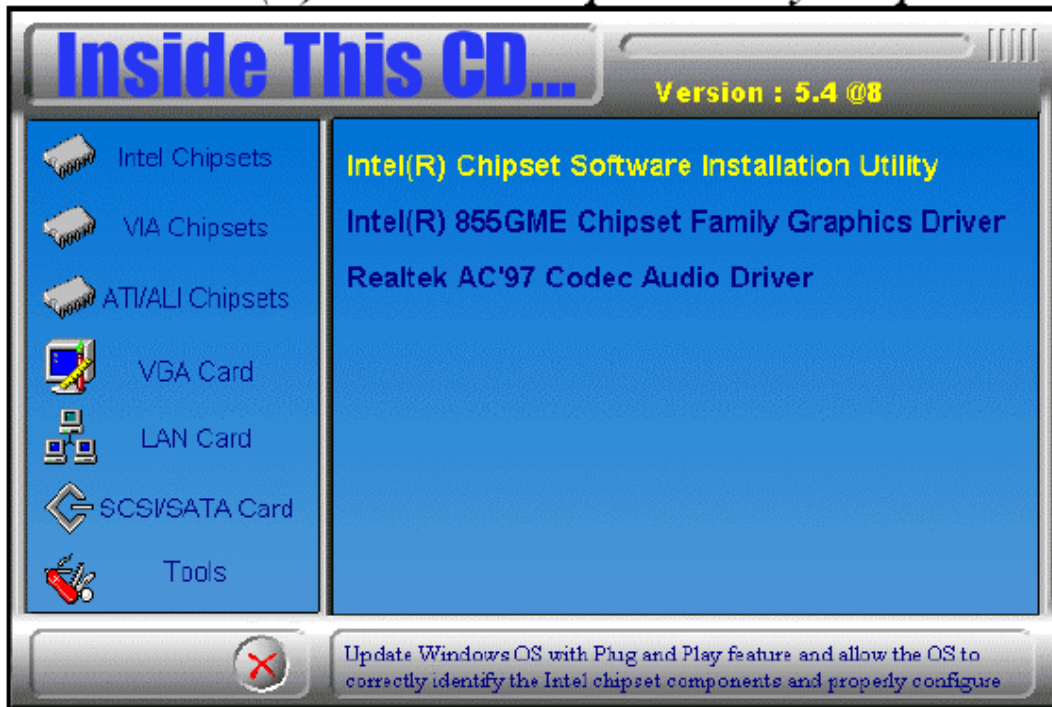 Inside This CD...
Version : 5.4 @8
Intel Chipsets
VIA Chipsets
ATI/ALI Chipsets
VGA Card
LAN Card
SCSI/SATA Card
Tools
Intel(R) Chipset Software Installation Utility
Intel(R) 855GME Chipset Family Graphics Driver
Realtek AC'97 Codec Audio Driver
Update Windows OS with Plug and Play feature and allow the OS to
correctly identify the Intel chipset components and properly configure